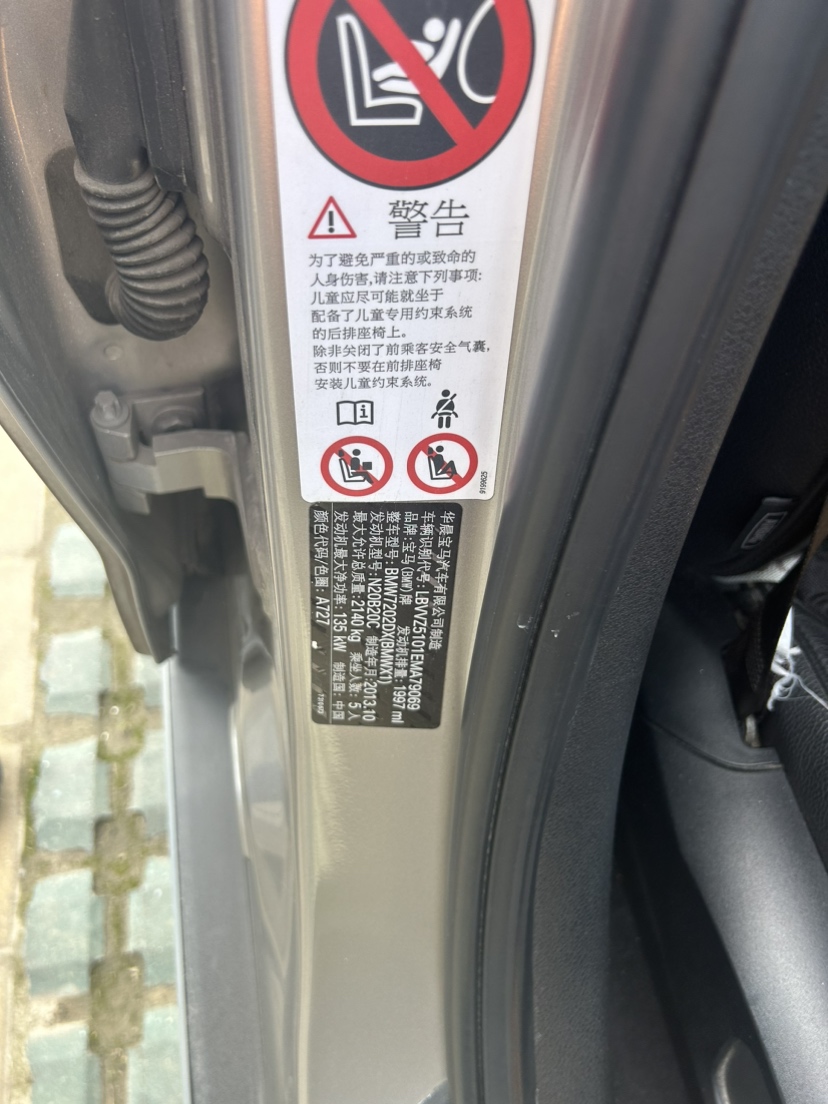 警告
为了避免严重的或致命的
人身伤害,请注意下列事项:
儿童应尽可能就坐于
配备了儿童专用约束系统
的后排座椅上。
除非关闭了前乘客安全气囊,
否则不要在前排座椅
安装儿童约束系统。
华晨宝马汽车有限公司制造
车辆识别代号: LBVVZ5101EMA79069
品牌:宝马(BMW)牌 发动机排量: 1997 ml
整车型号: BMW7202DX(BMWX1)
发动机型号: N20B20C 制造年月:2013.10
最大允许总质量: 2140 kg 乘坐人数: 5 人
发动机最大净功率: 135 kW 制造国: 中国
颜色代码/色圈: A727